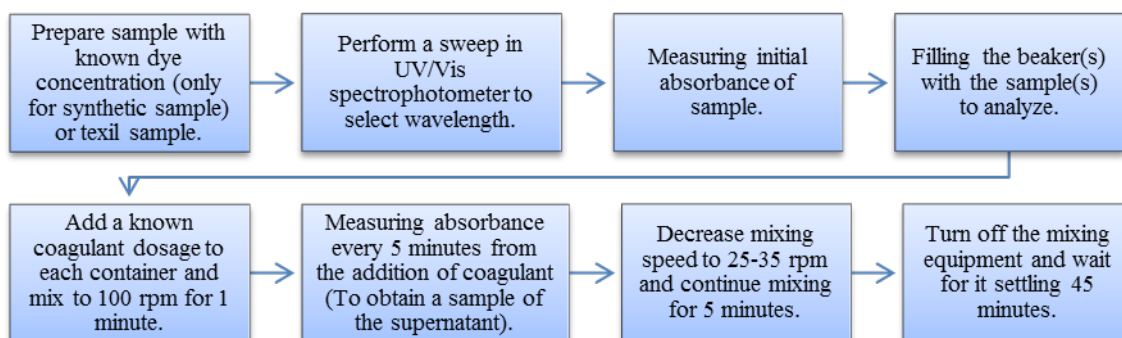 Prepare sample with
known dye
concentration (only
for synthetic sample)
or texil sample.
Perform a sweep in
UV/Vis
spectrophotometer to
select wavelength.
Measuring initial
absorbance of
sample.
Filling the beaker(s)
with the sample(s)
to analyze.
Add a known
coagulant dosage to
each container and
mix to 100 rpm for 1
minute.
Measuring absorbance
every 5 minutes from
the addition of coagulant
(To obtain a sample of
the supernatant).
Decrease mixing
speed to 25-35 rpm
and continue mixing
for 5 minutes.
Turn off the mixing
equipment and wait
for it settling 45
minutes.